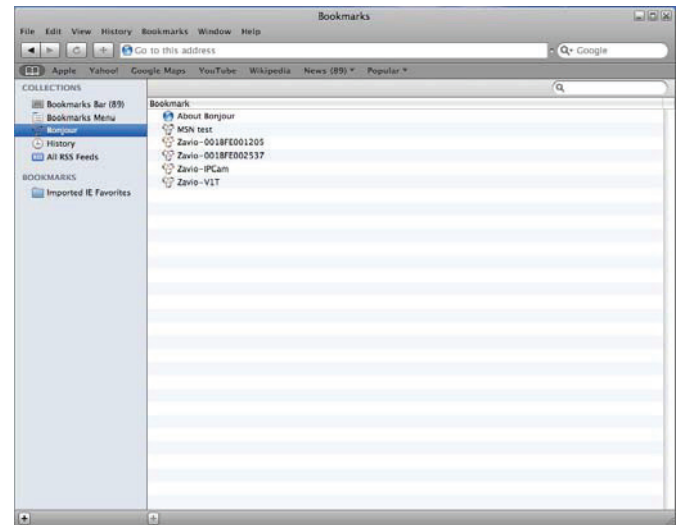 Bookmarks
File Edit View History Bookmarks Window Help
Go to this address
Google
Apple Yahoo! Google Maps YouTube Wikipedia News (89) Popular
COLLECTIONS
Bookmarks Bar (89)
Bookmarks Menu
Bonjour
History
All RSS Feeds
BOOKMARKS
Imported IE Favorites
Bookmark
About Bonjour
MSN test
Zavio-0018FE001205
Zavio-0018FE002537
Zavio-IPCam
Zavio-V1T